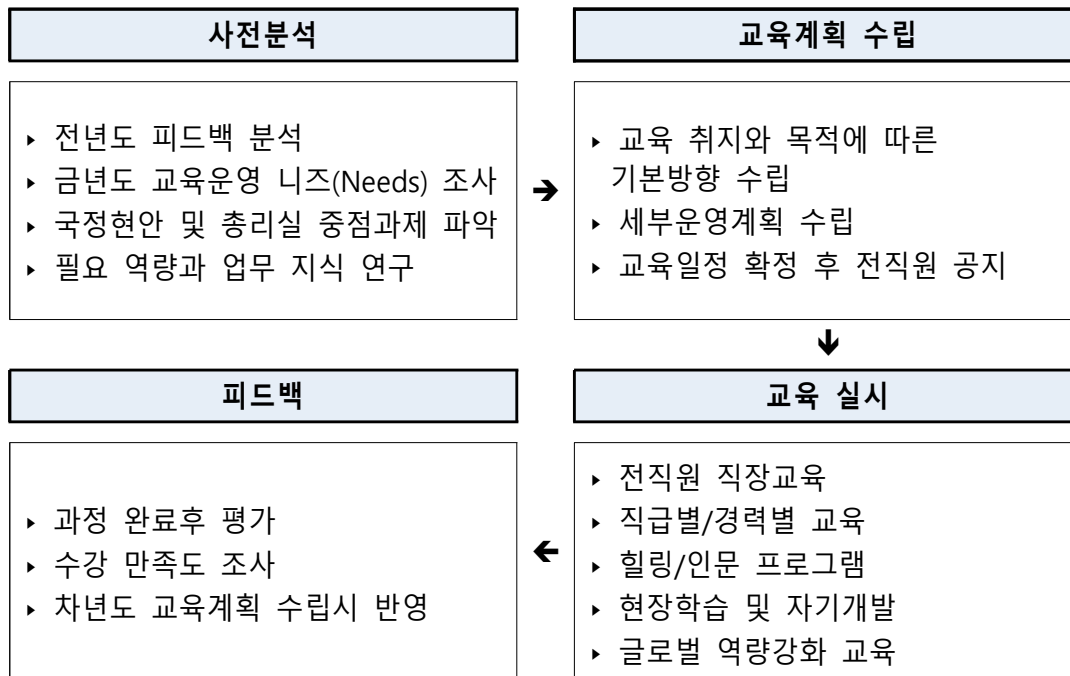 사전분석
▸ 전년도 피드백 분석
▸ 금년도 교육운영 니즈(Needs) 조사
▸ 국정현안 및 총리실 중점과제 파악
▸ 필요 역량과 업무 지식 연구
➔
교육계획 수립
▸ 교육 취지와 목적에 따른
기본방향 수립
▸ 세부운영계획 수립
▸ 교육일정 확정 후 전직원 공지
🡻
교육 실시
▸ 전직원 직장교육
▸ 직급별/경력별 교육
▸ 힐링/인문 프로그램
▸ 현장학습 및 자기개발
▸ 글로벌 역량강화 교육
🡸
피드백
▸ 과정 완료후 평가
▸ 수강 만족도 조사
▸ 차년도 교육계획 수립시 반영